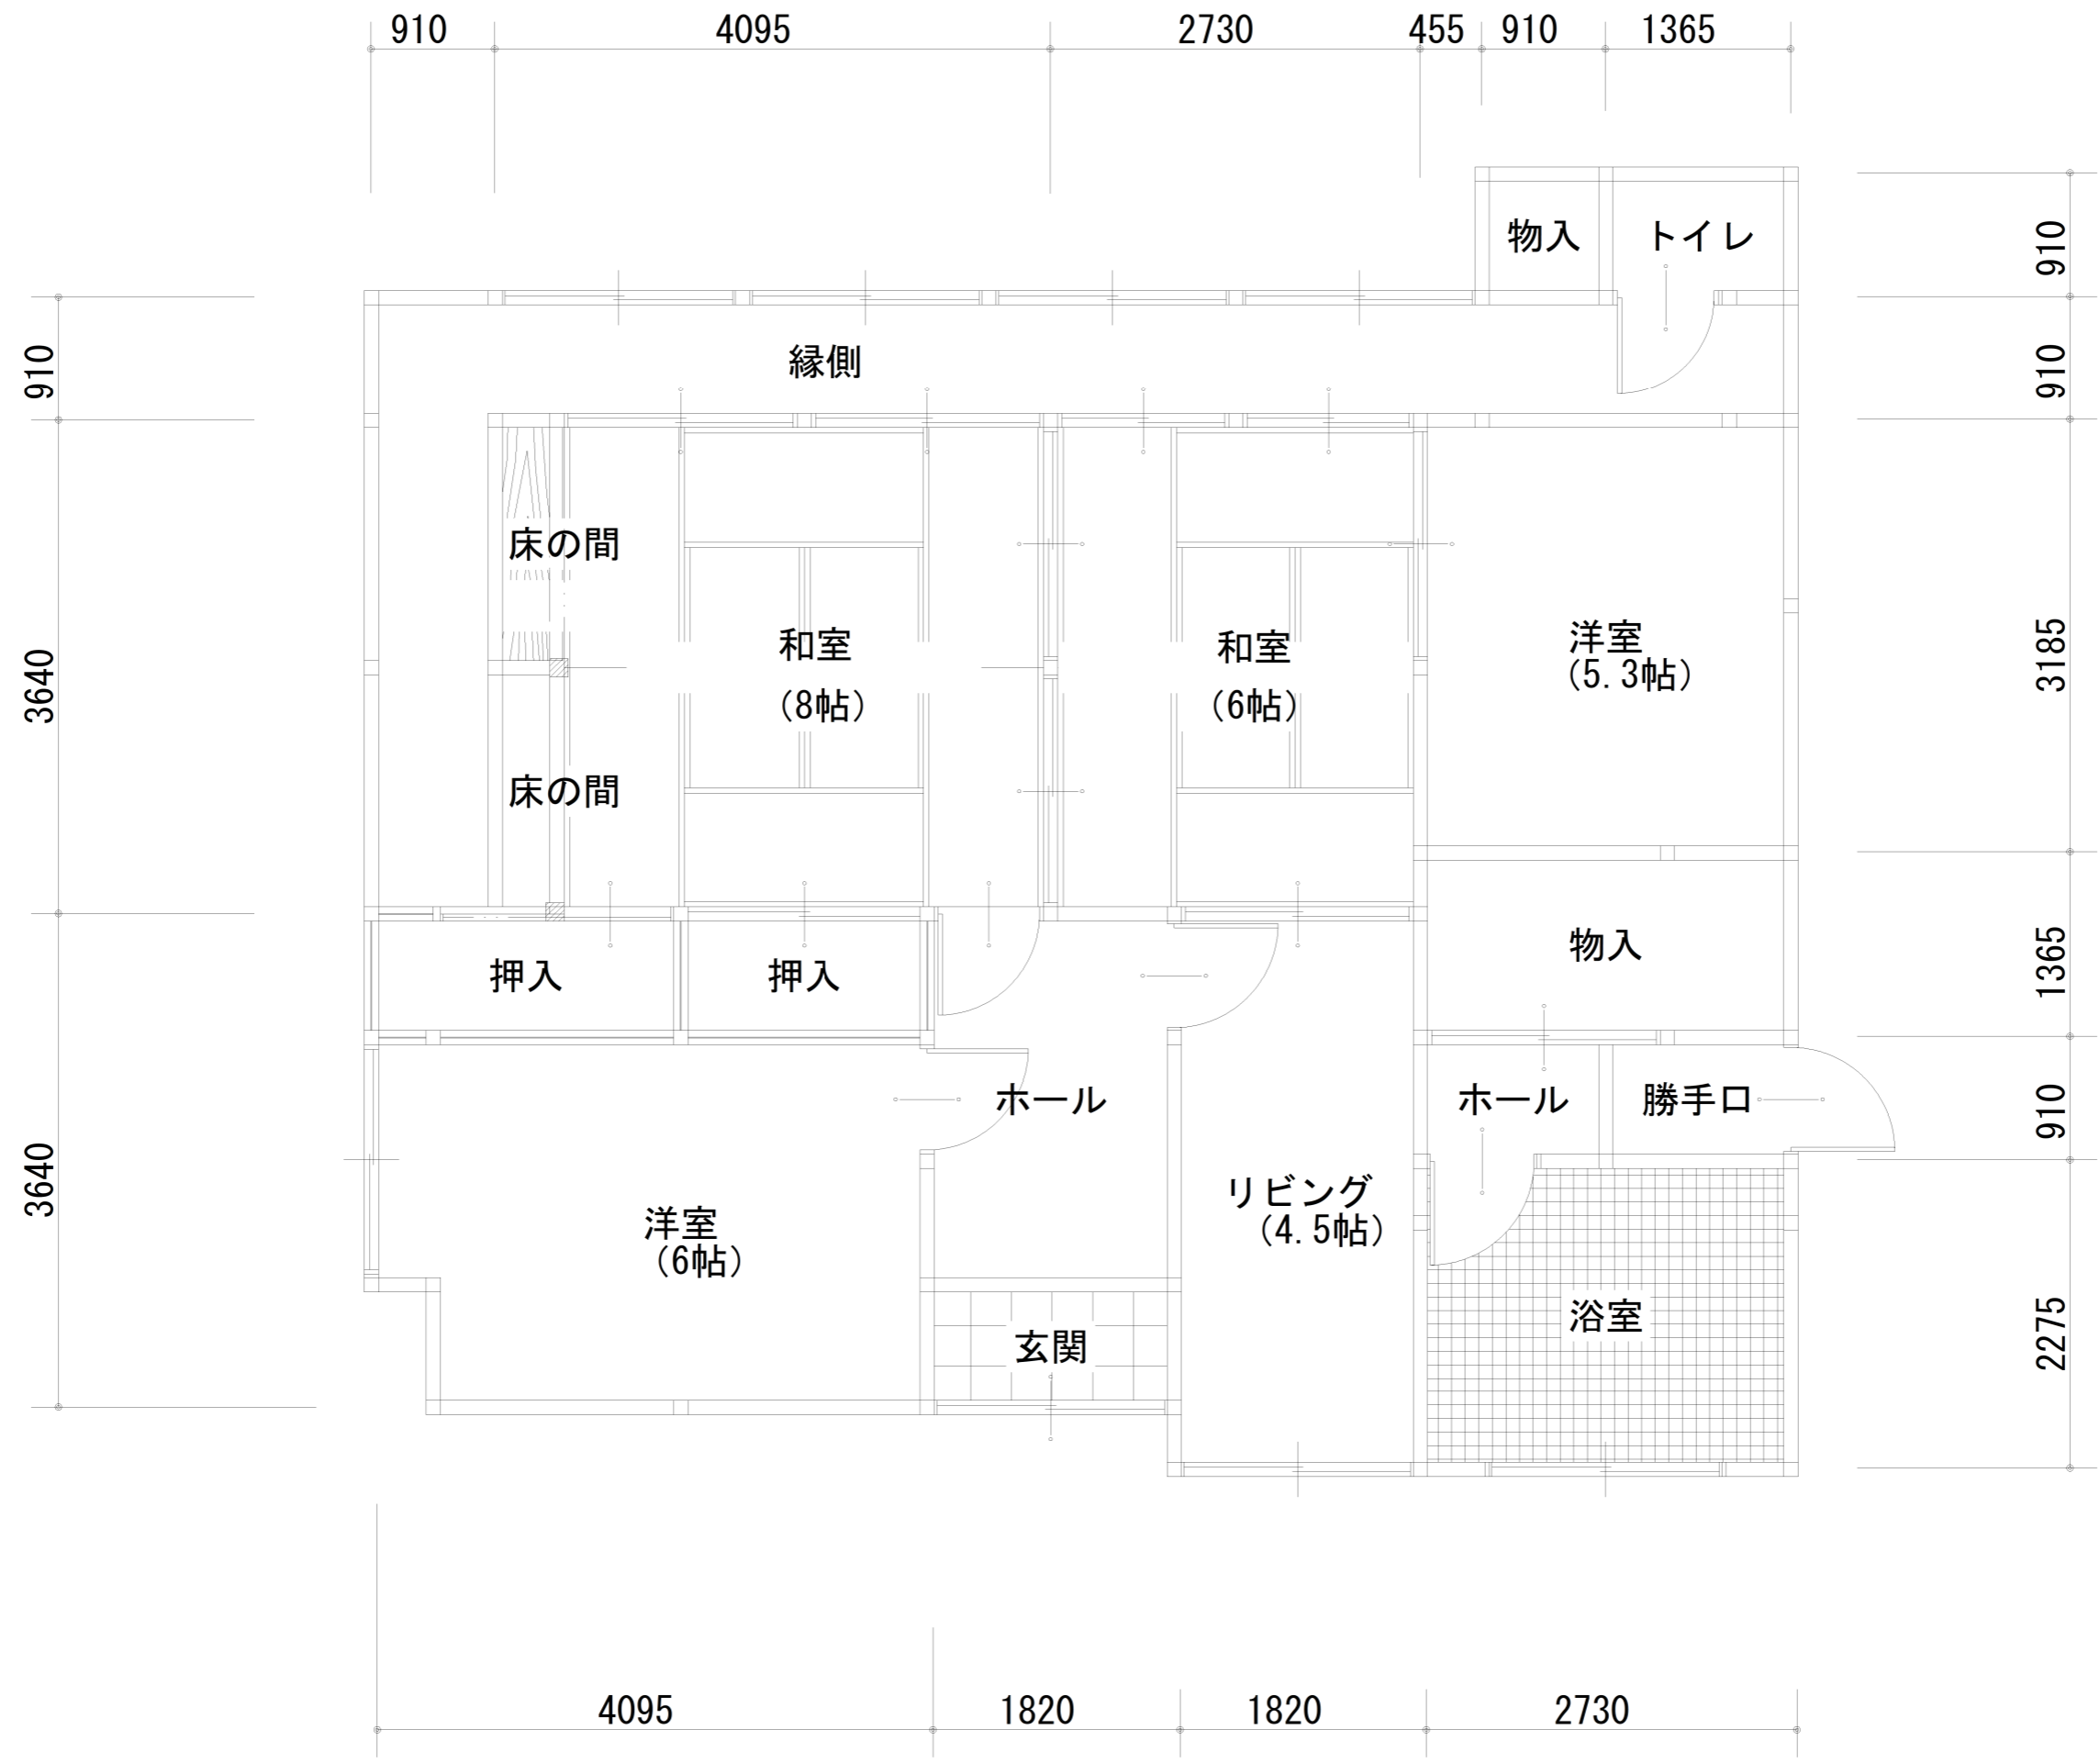 910
4095
2730
455
910
1365
物入
トイレ
910
910
縁側
910
床の間
和室
(8帖)
和室
(6帖)
洋室
(5.3帖)
3185
3640
床の間
押入
押入
物入
1365
ホール
ホール
勝手口
910
洋室
(6帖)
リビング
(4.5帖)
3640
玄関
浴室
2275
4095
1820
1820
2730